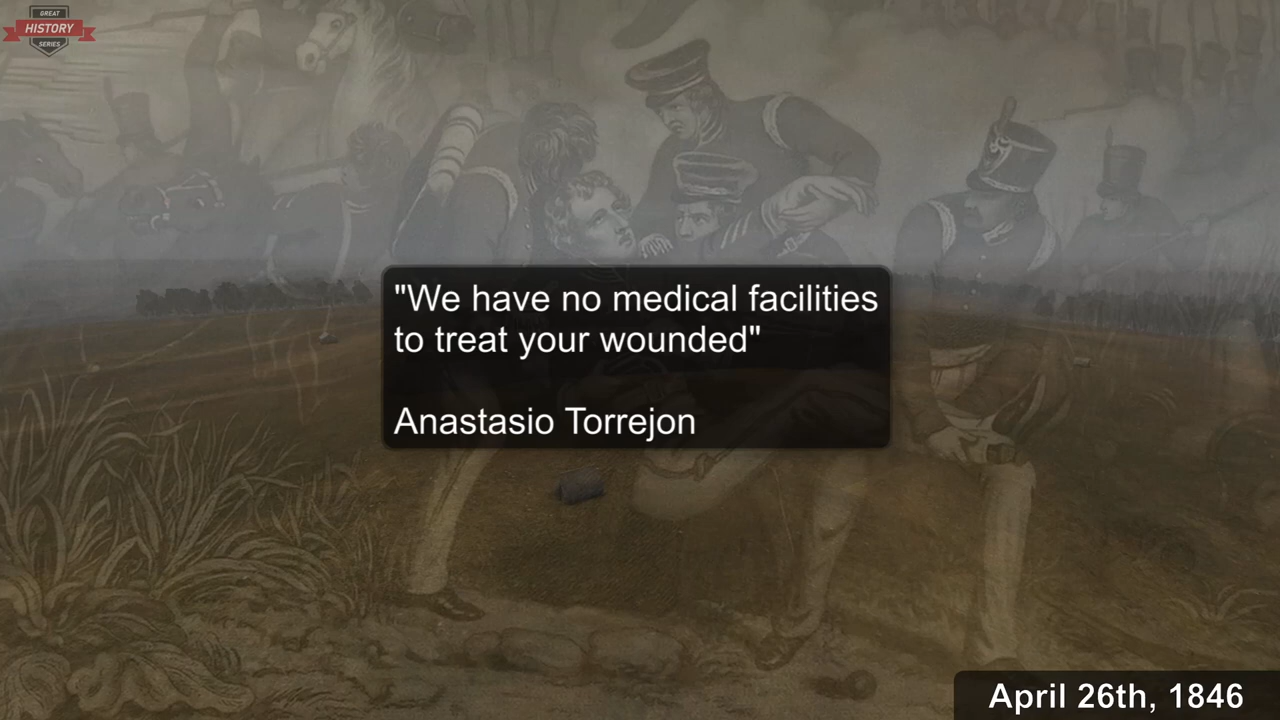 GREAT
HISTORY
SERIES
"We have no medical facilities
to treat your wounded"
Anastasio Torrejon
April 26th, 1846